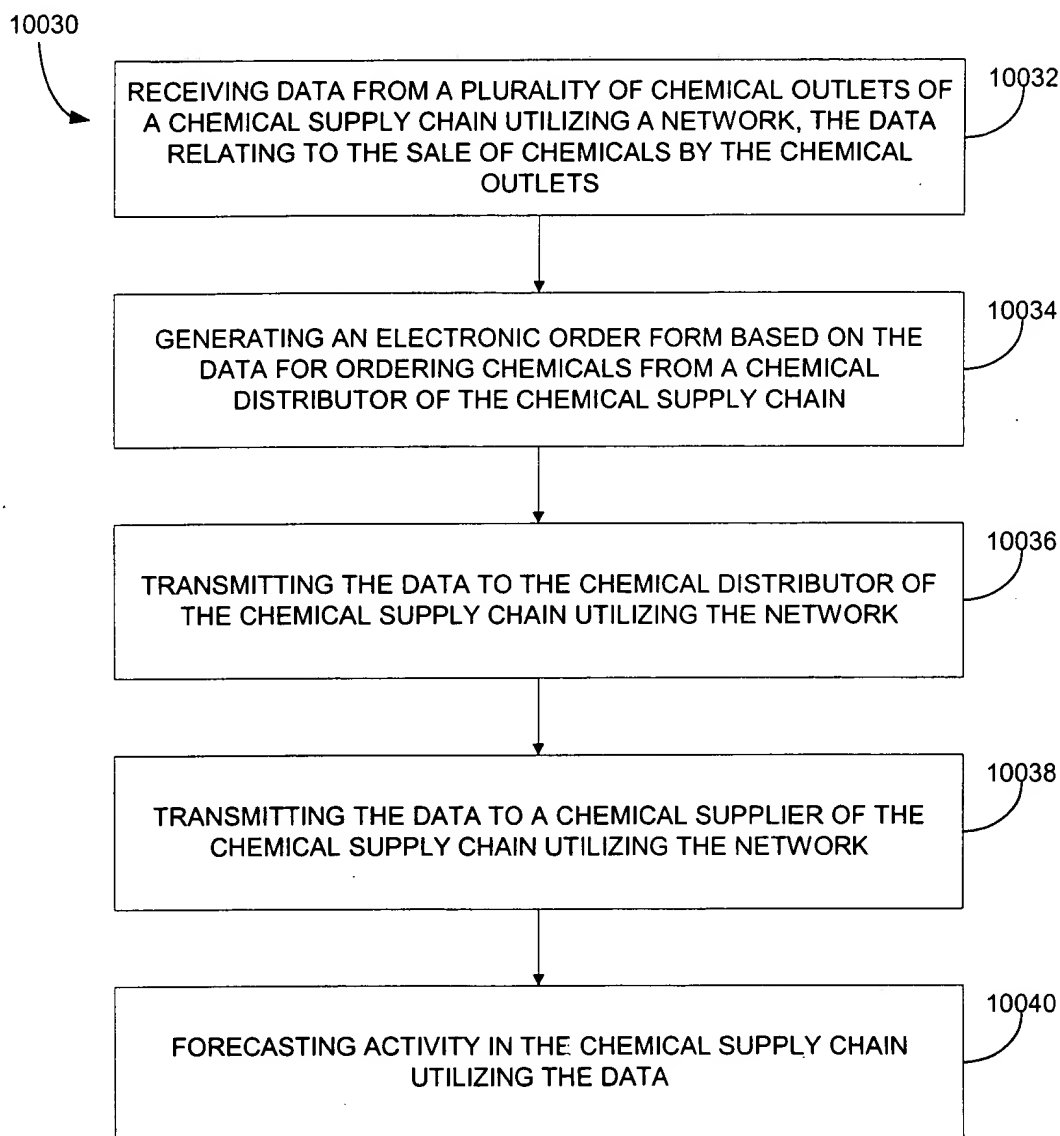 10030
10032
RECEIVING DATA FROM A PLURALITY OF CHEMICAL OUTLETS OF
A CHEMICAL SUPPLY CHAIN UTILIZING A NETWORK, THE DATA
RELATING TO THE SALE OF CHEMICALS BY THE CHEMICAL
OUTLETS
10034
GENERATING AN ELECTRONIC ORDER FORM BASED ON THE
DATA FOR ORDERING CHEMICALS FROM A CHEMICAL
DISTRIBUTOR OF THE CHEMICAL SUPPLY CHAIN
10036
TRANSMITTING THE DATA TO THE CHEMICAL DISTRIBUTOR OF
THE CHEMICAL SUPPLY CHAIN UTILIZING THE NETWORK
10038
TRANSMITTING THE DATA TO A CHEMICAL SUPPLIER OF THE
CHEMICAL SUPPLY CHAIN UTILIZING THE NETWORK
10040
FORECASTING ACTIVITY IN THE CHEMICAL SUPPLY CHAIN
UTILIZING THE DATA